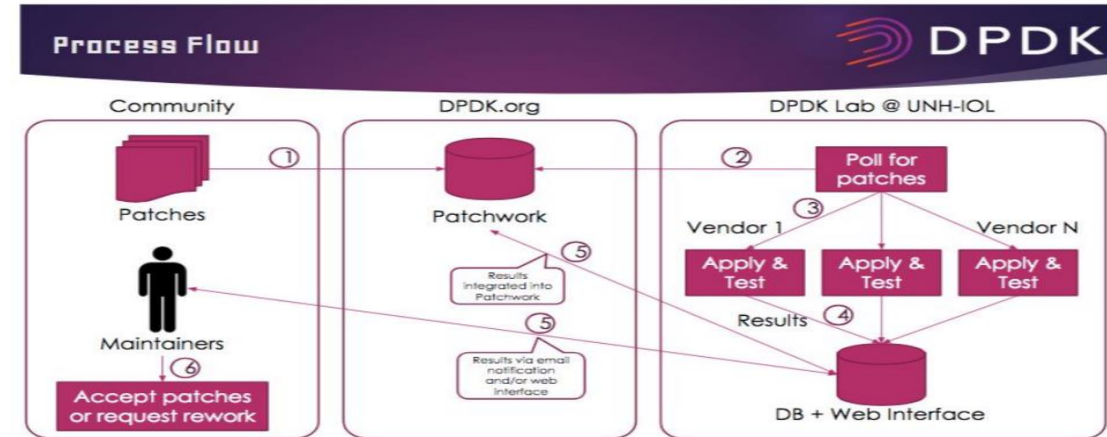 Process Flow
DPDK
Community
DPDK.org
DPDK Lab @ UNH-IOL
1
2
Poll for
patches
Patches
Patchwork
3
Vendor 1
Vendor N
5
Results
integrated into
Patchwork
Apply &
Test
Apply &
Test
Apply &
Test
Results
4
Maintainers
5
Results via email
notification
and/or web
interface
6
Accept patches
or request rework
DB + Web Interface